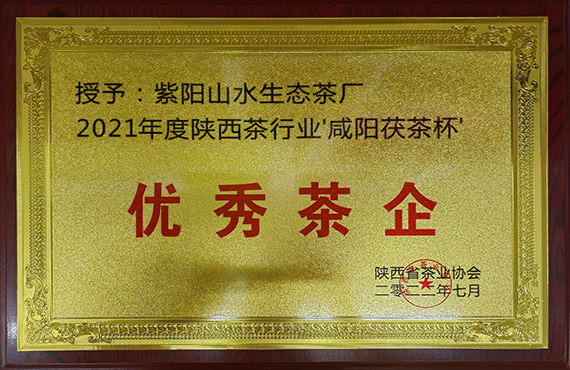 授予：紫阳山水生态茶厂
2021年度陕西茶行业'咸阳茯茶杯'
优秀茶企
陕西省茶业协会
二零二二年七月